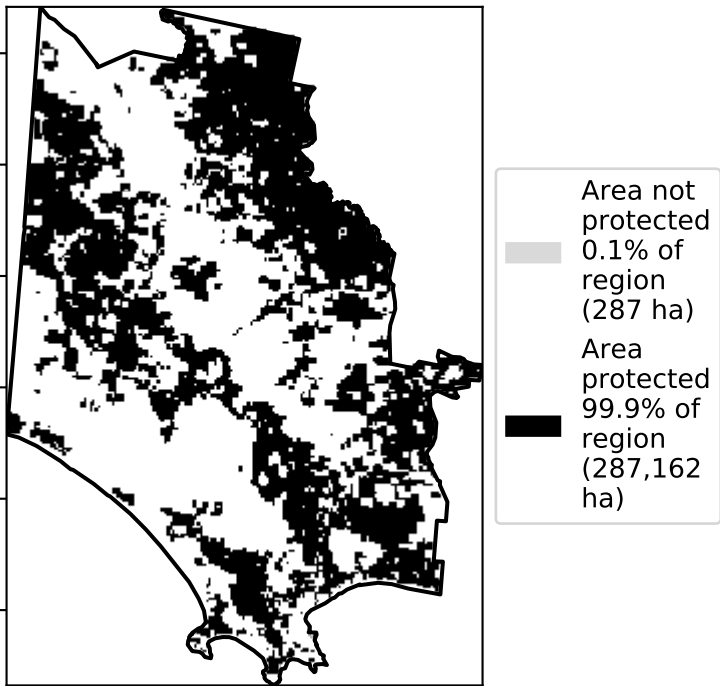 Area not
protected
0.1% of
region
(287 ha)
Area
protected
99.9% of
region
(287,162
ha)